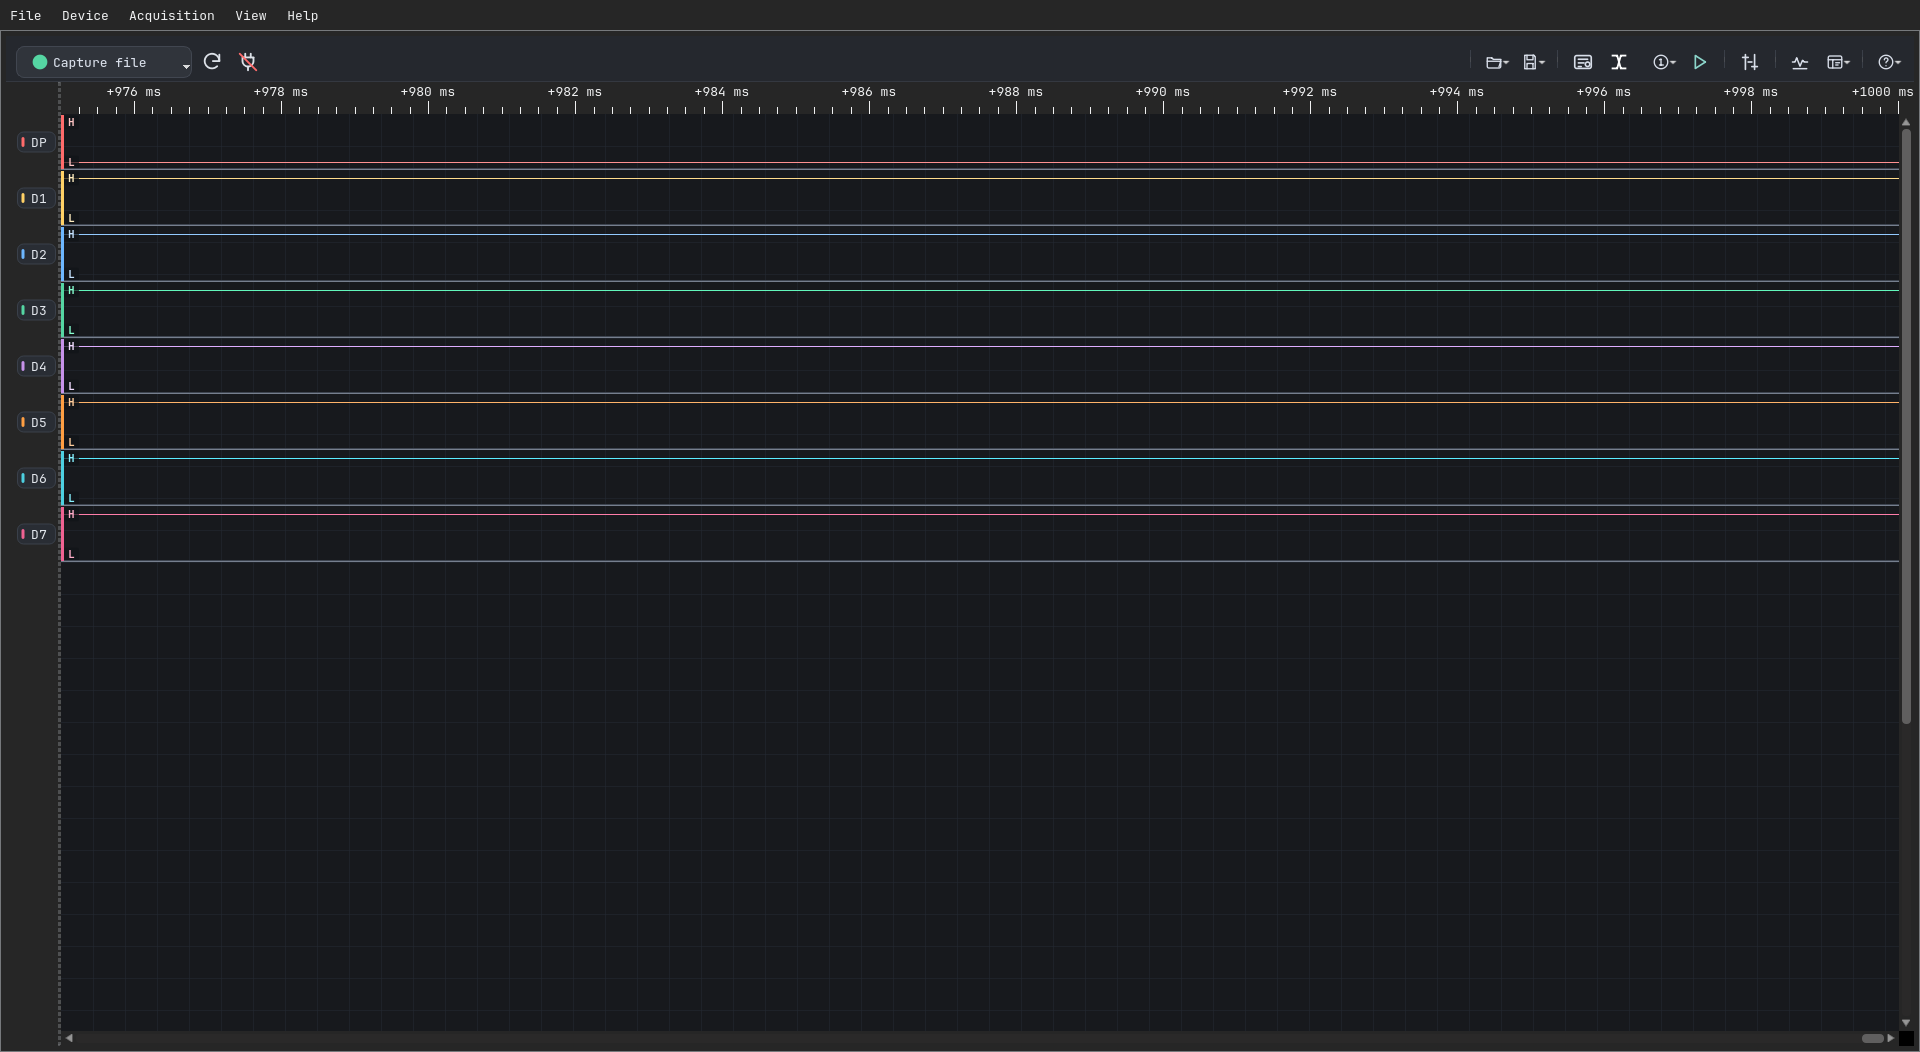 File Device Acquisition View Help
Capture file
+976 ms +978 ms +980 ms +982 ms +984 ms +986 ms +988 ms +990 ms +992 ms +994 ms +996 ms +998 ms +1000 ms
H
DP
L
H
D1
L
H
D2
L
H
D3
L
H
D4
L
H
D5
L
H
D6
L
H
D7
L